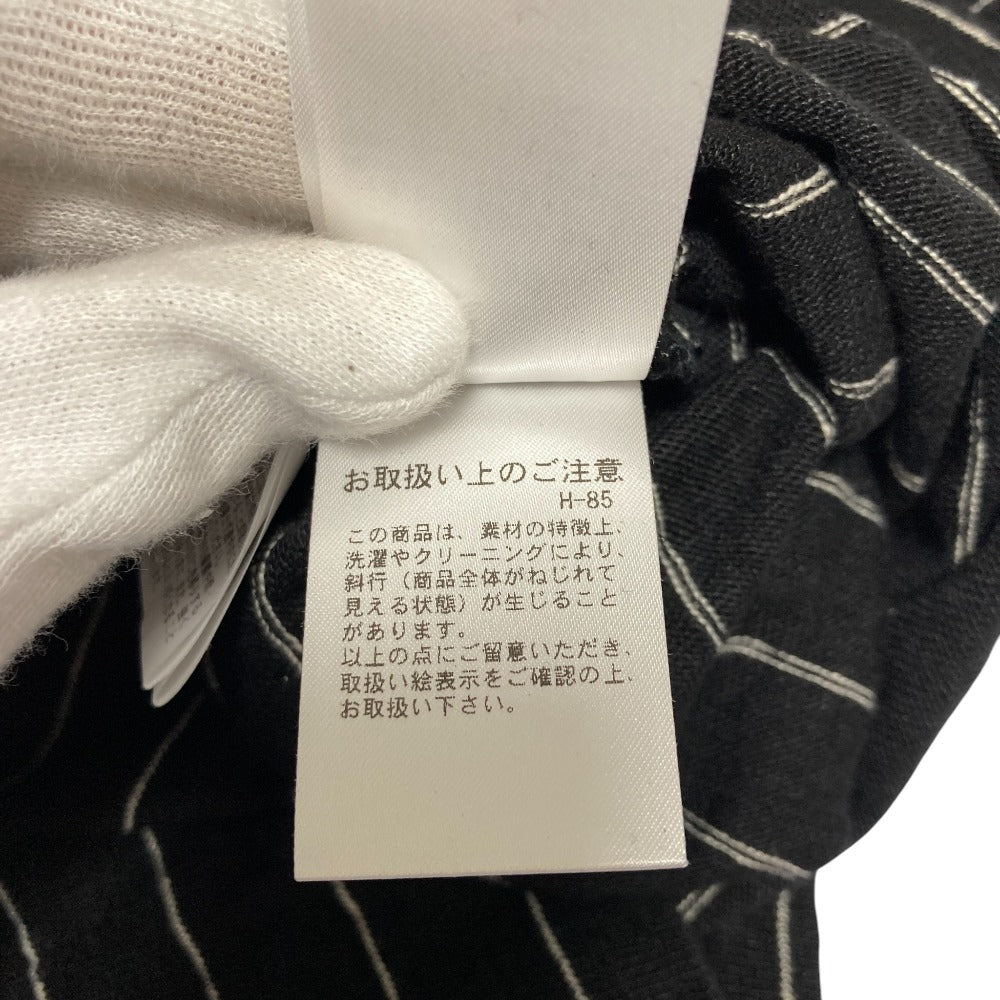 お取扱い上のご注意
H-85
この商品は、素材の特徴上、
洗濯やクリーニングにより、
斜行（商品全体がねじれて
見える状態）が生じること
があります。
以上の点にご留意いただき、
取扱い絵表示をご確認の上、
お取扱い下さい。